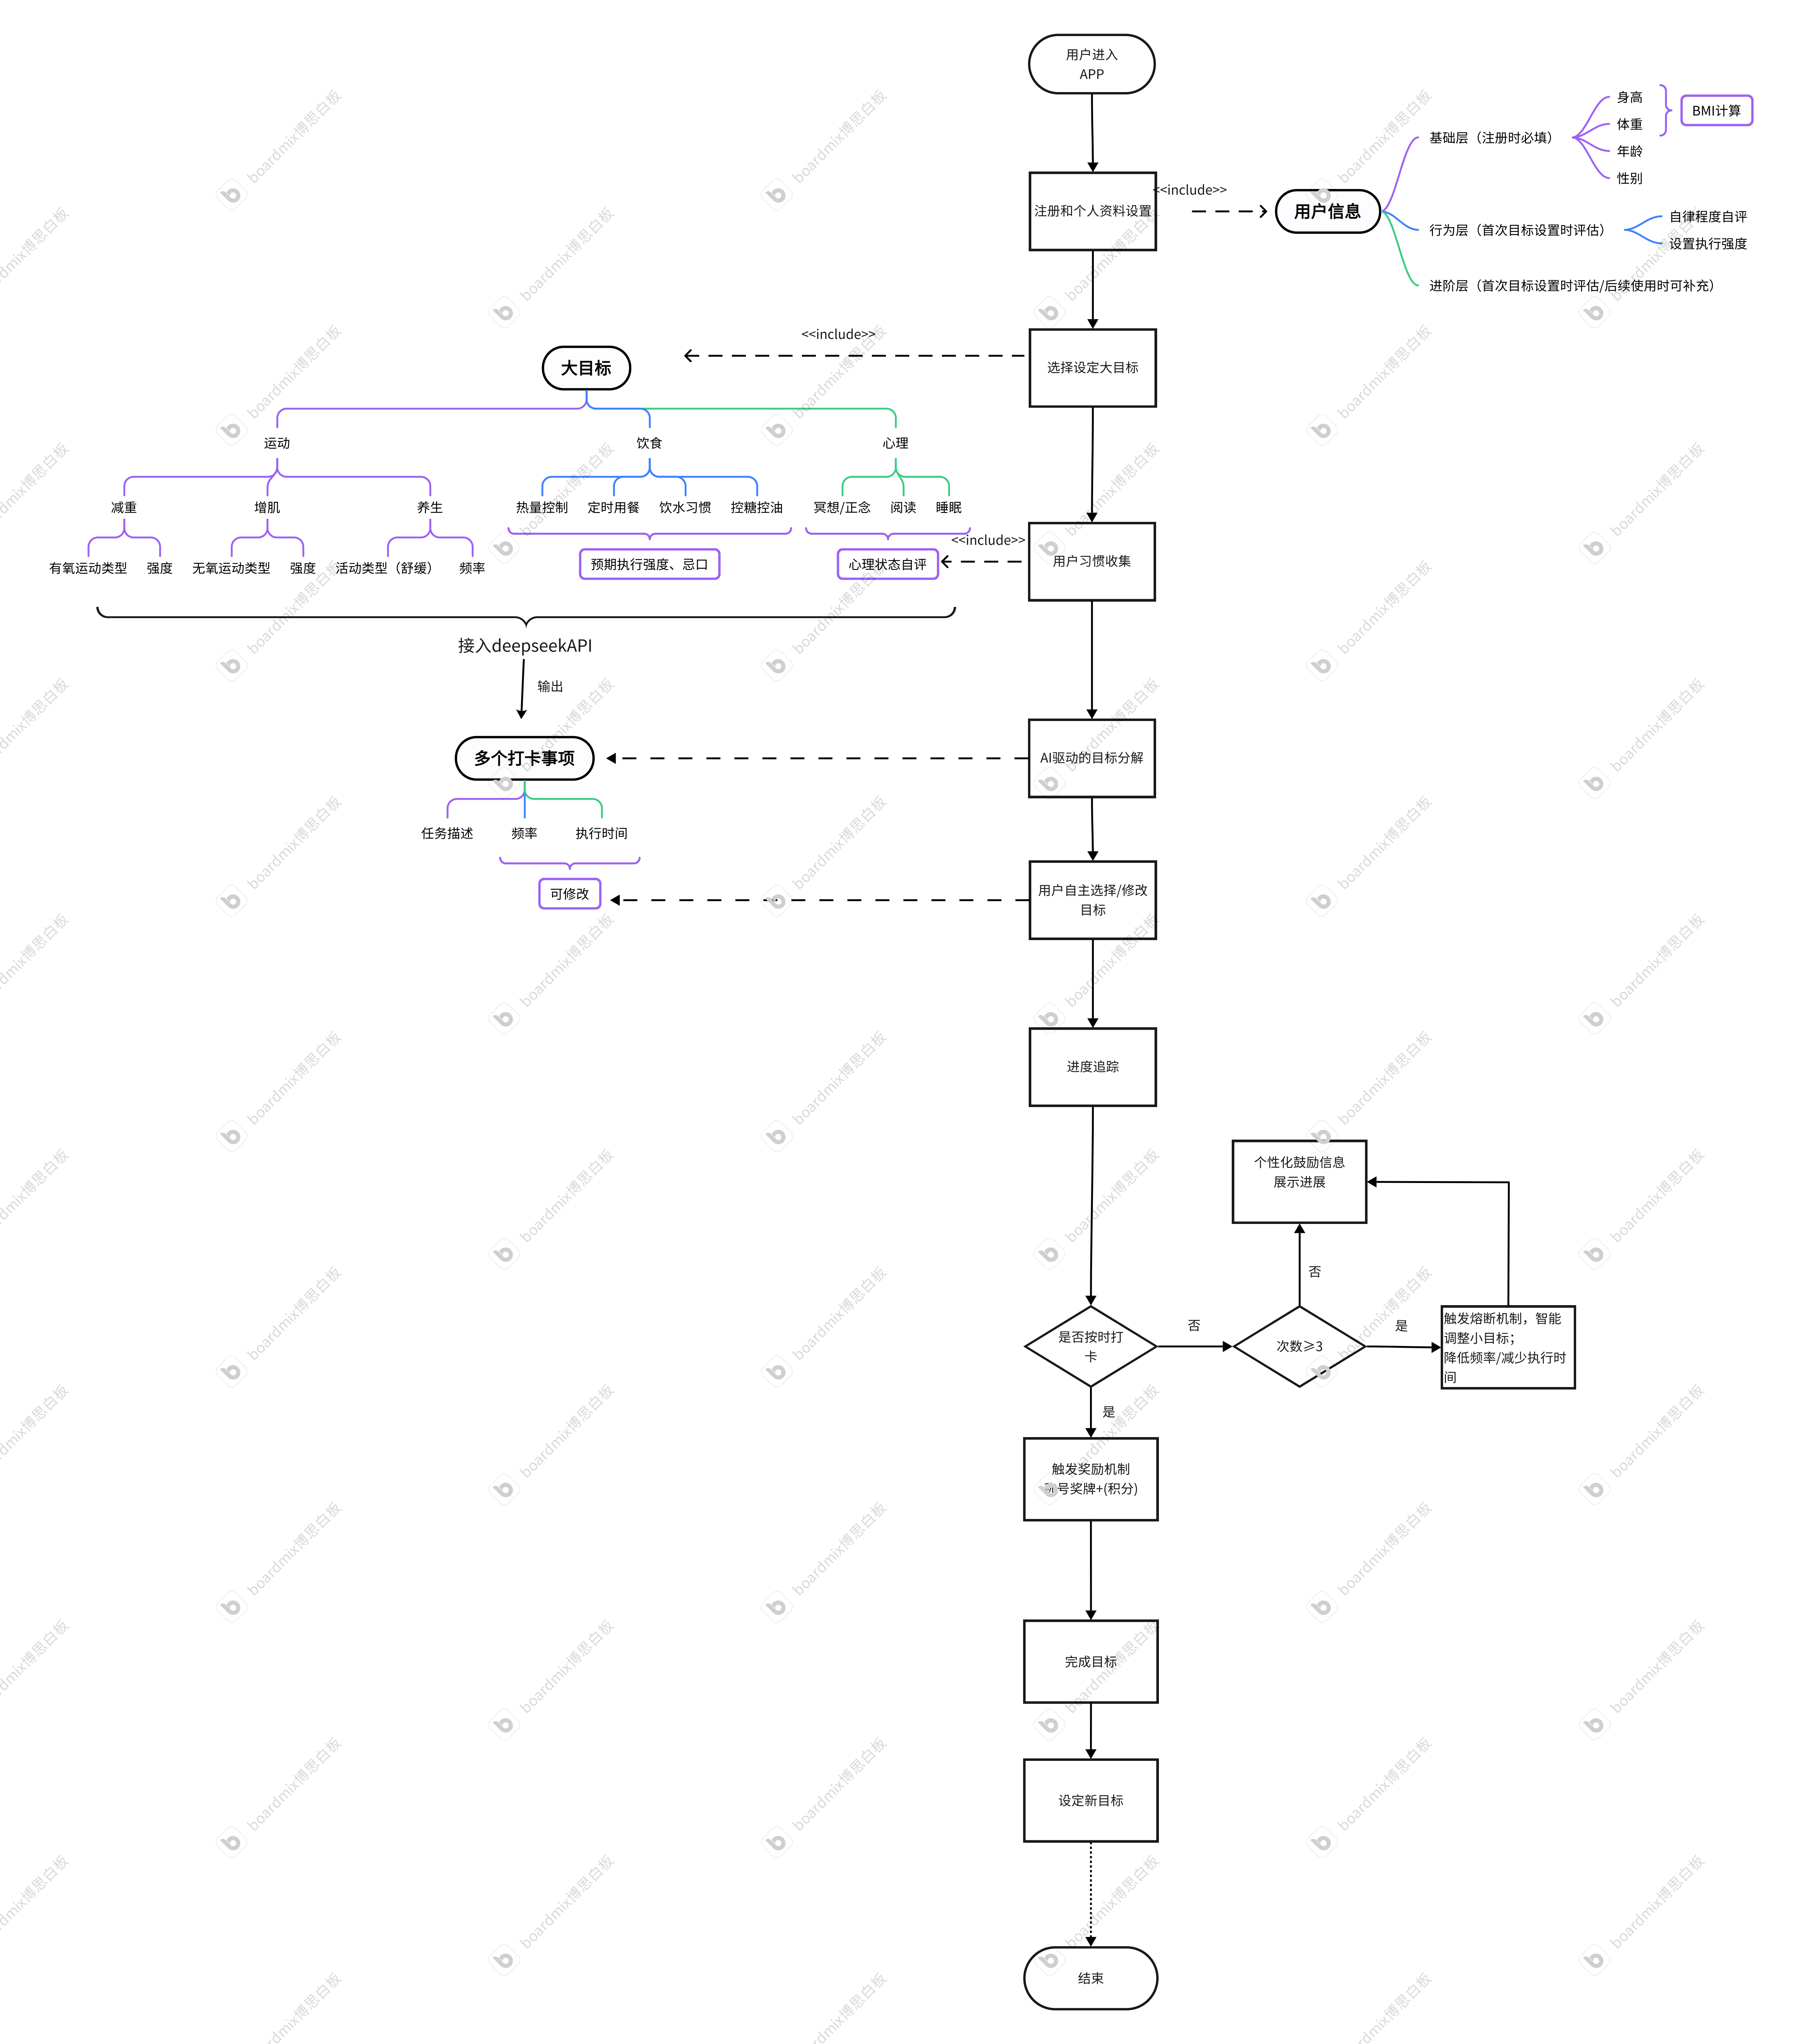 用户进入
APP
身高
体重
年龄
性别
BMI计算
基础层（注册时必填）
注册和个人资料设置
<<include>>
用户信息
行为层（首次目标设置时评估）
自律程度自评
设置执行强度
进阶层（首次目标设置时评估/后续使用时可补充）
选择设定大目标
<<include>>
大目标
运动
饮食
心理
减重
增肌
养生
热量控制
定时用餐
饮水习惯
控糖控油
冥想/正念
阅读
睡眠
有氧运动类型
强度
无氧运动类型
强度
活动类型（舒缓）
频率
预期执行强度、忌口
心理状态自评
<<include>>
用户习惯收集
接入deepseekAPI
输出
多个打卡事项
AI驱动的目标分解
任务描述
频率
执行时间
可修改
用户自主选择/修改
目标
进度追踪
个性化鼓励信息
展示进展
否
是否按时打
卡
否
次数≥3
是
触发熔断机制，智能
调整小目标；
降低频率/减少执行时
间
是
触发奖励机制
号奖牌+(积分)
完成目标
设定新目标
结束
boardmix博思白板